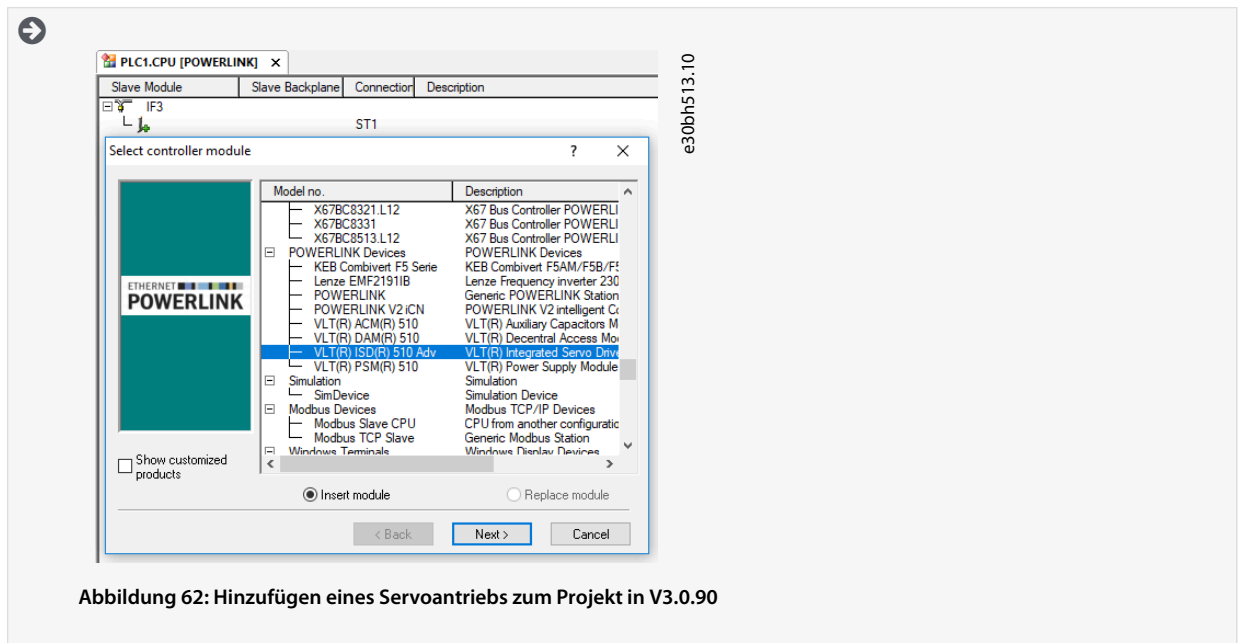 PLC1.CPU [POWERLINK] ×
Slave Module Slave Backplane Connection Description
IF3
ST1
Select controller module ? ×
Model no. Description
X67BC8321.L12 X67 Bus Controller POWERLI
X67BC8331 X67 Bus Controller POWERLI
X67BC8513.L12 X67 Bus Controller POWERLI
POWERLINK Devices POWERLINK Devices
KEB Combivert F5 Serie KEB Combivert F5AM/F5B/F5
Lenze EMF2191IB Lenze Frequency inverter 230
POWERLINK Generic POWERLINK Station
POWERLINK V2 iCN POWERLINK V2 intelligent Co
VLT(R) ACM(R) 510 VLT(R) Auxiliary Capacitors M
VLT(R) DAM(R) 510 VLT(R) Decentral Access Mo
VLT(R) ISD(R) 510 Adv VLT(R) Integrated Servo Drive
VLT(R) PSM(R) 510 VLT(R) Power Supply Module
Simulation Simulation
SimDevice Simulation Device
Modbus Devices Modbus TCP/IP Devices
Modbus Slave CPU CPU from another configuratic
Modbus TCP Slave Generic Modbus Station
Windows Terminals Windows Display Devices
ETHERNET
POWERLINK
Show customized
products
Insert module Replace module
< Back Next > Cancel
e30bh513.10
Abbildung 62: Hinzufügen eines Servoantriebs zum Projekt in V3.0.90